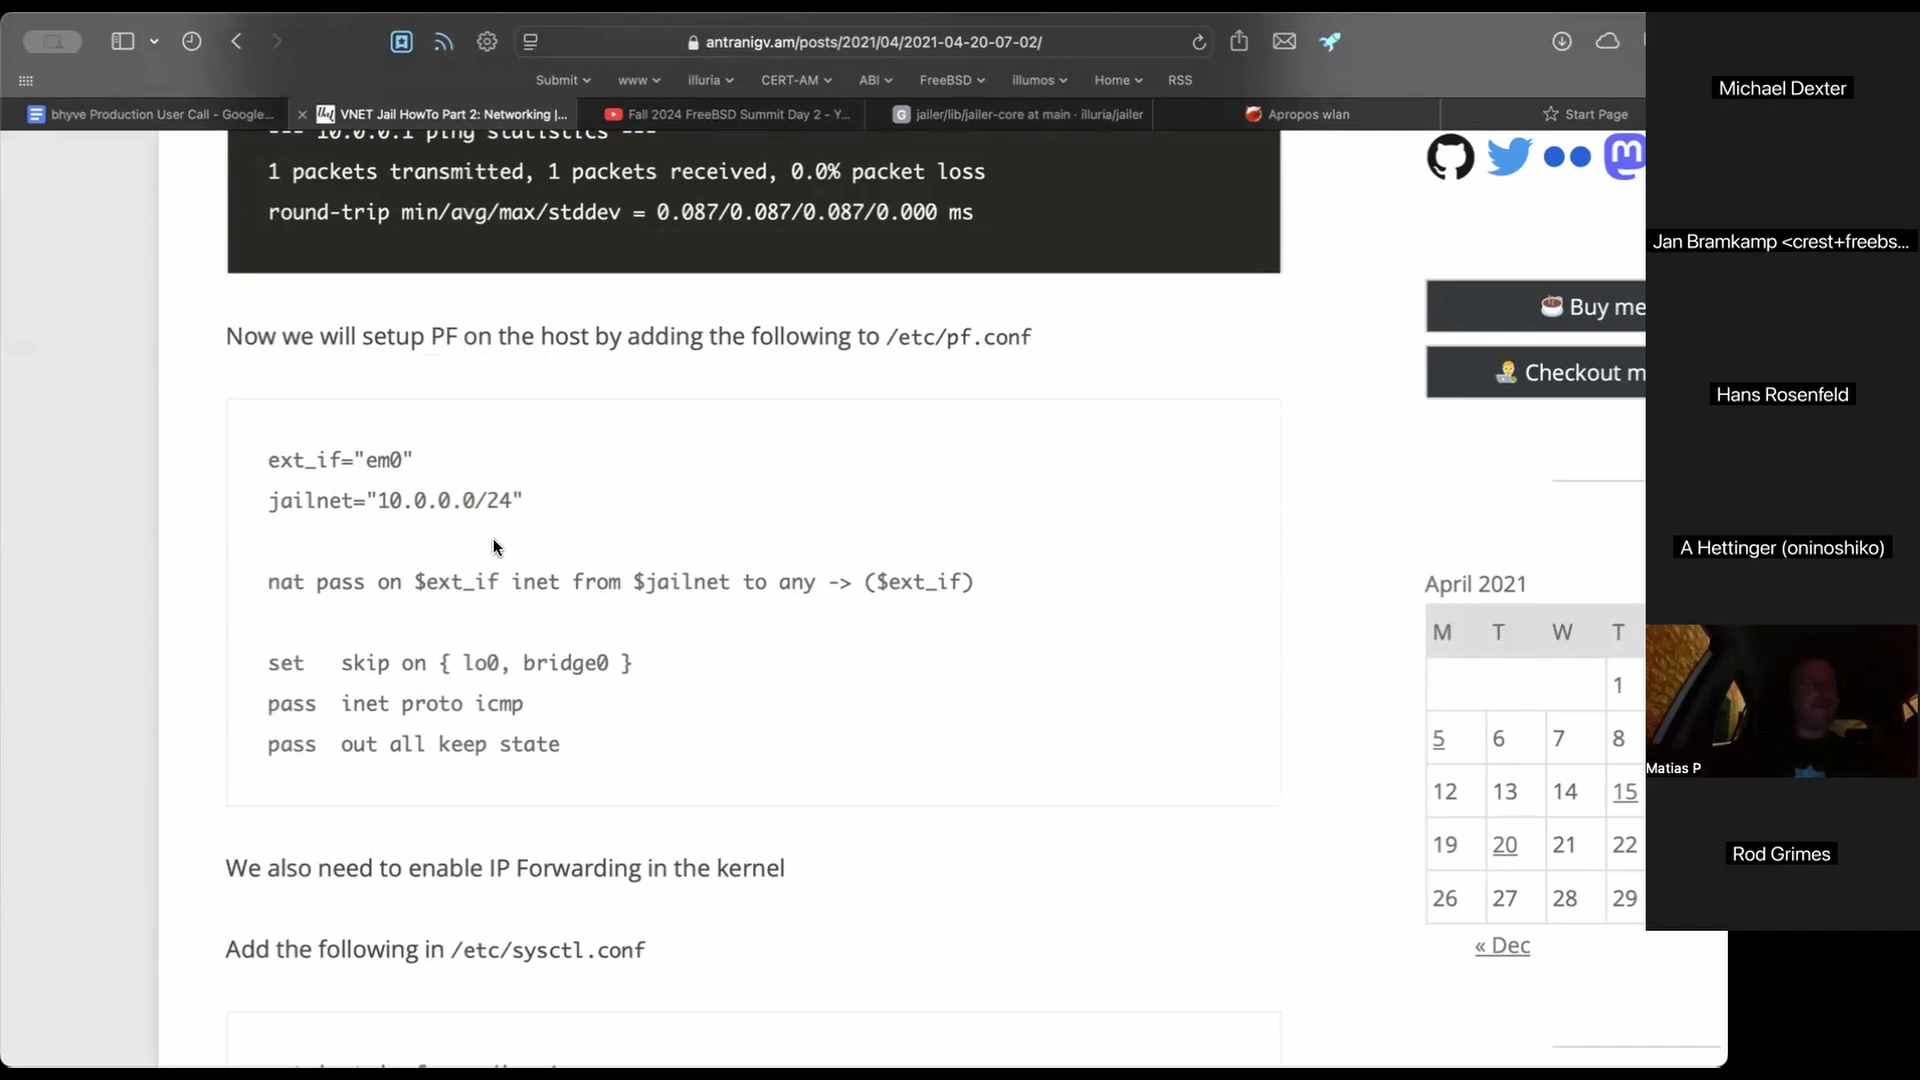 antranigv.am/posts/2021/04/2021-04-20-07-02/
Submit www illuria CERT-AM ABI FreeBSD illumos Home RSS
bhyve Production User Call - Google...
VNET Jail HowTo Part 2: Networking |...
Fall 2024 FreeBSD Summit Day 2 - Y...
jailer/lib/jailer-core at main · illuria/jailer
Apropos wlan
Start Page
--- 10.0.0.1 ping statistics ---
1 packets transmitted, 1 packets received, 0.0% packet loss
round-trip min/avg/max/stddev = 0.087/0.087/0.087/0.000 ms
Now we will setup PF on the host by adding the following to /etc/pf.conf
ext_if="em0"
jailnet="10.0.0.0/24"
nat pass on $ext_if inet from $jailnet to any -> ($ext_if)
set skip on { lo0, bridge0 }
pass inet proto icmp
pass out all keep state
We also need to enable IP Forwarding in the kernel
Add the following in /etc/sysctl.conf
Buy me
Checkout m
April 2021
M T W T
1
5 6 7 8
12 13 14 15
19 20 21 22
26 27 28 29
« Dec
Michael Dexter
Jan Bramkamp <crest+freebs...
Hans Rosenfeld
A Hettinger (oninoshiko)
Matias P
Rod Grimes